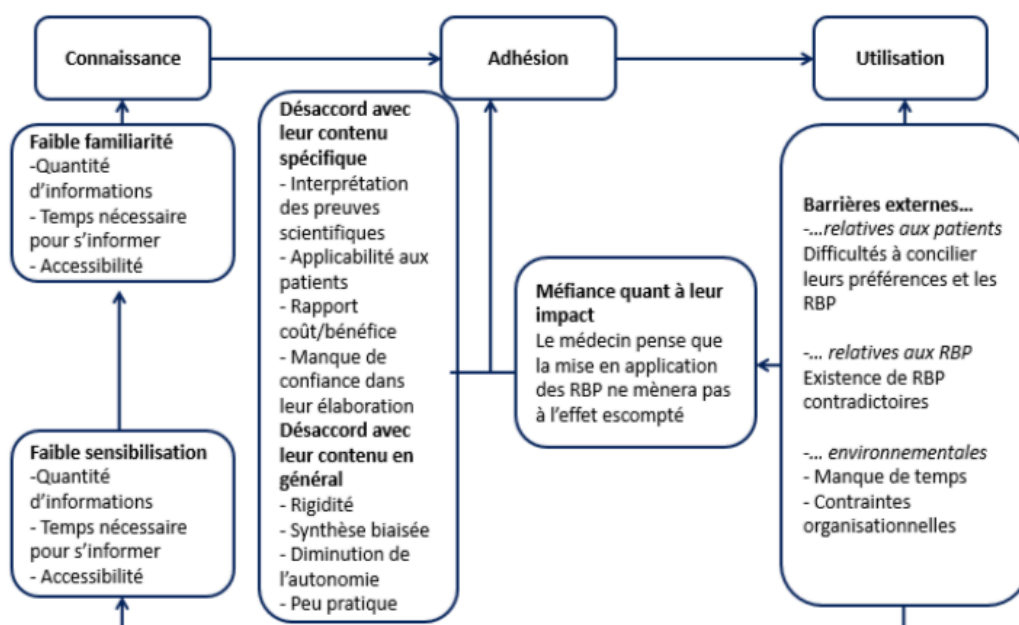 Connaissance
Adhésion
Utilisation
Faible familiarité
-Quantité
d'informations
- Temps nécessaire
pour s'informer
- Accessibilité
Faible sensibilisation
-Quantité
d'informations
- Temps nécessaire
pour s'informer
- Accessibilité
Désaccord avec
leur contenu
spécifique
- Interprétation
des preuves
scientifiques
- Applicabilité aux
patients
- Rapport
coût/bénéfice
- Manque de
confiance dans
leur élaboration
Désaccord avec
leur contenu en
général
- Rigidité
- Synthèse biaisée
- Diminution de
l'autonomie
- Peu pratique
Méfiance quant à leur
impact
Le médecin pense que
la mise en application
des RBP ne mènera pas
à l'effet escompté
Barrières externes...
-...relatives aux patients
Difficultés à concilier
leurs préférences et les
RBP
-... relatives aux RBP
Existence de RBP
contradictoires
-... environnementales
- Manque de temps
- Contraintes
organisationnelles